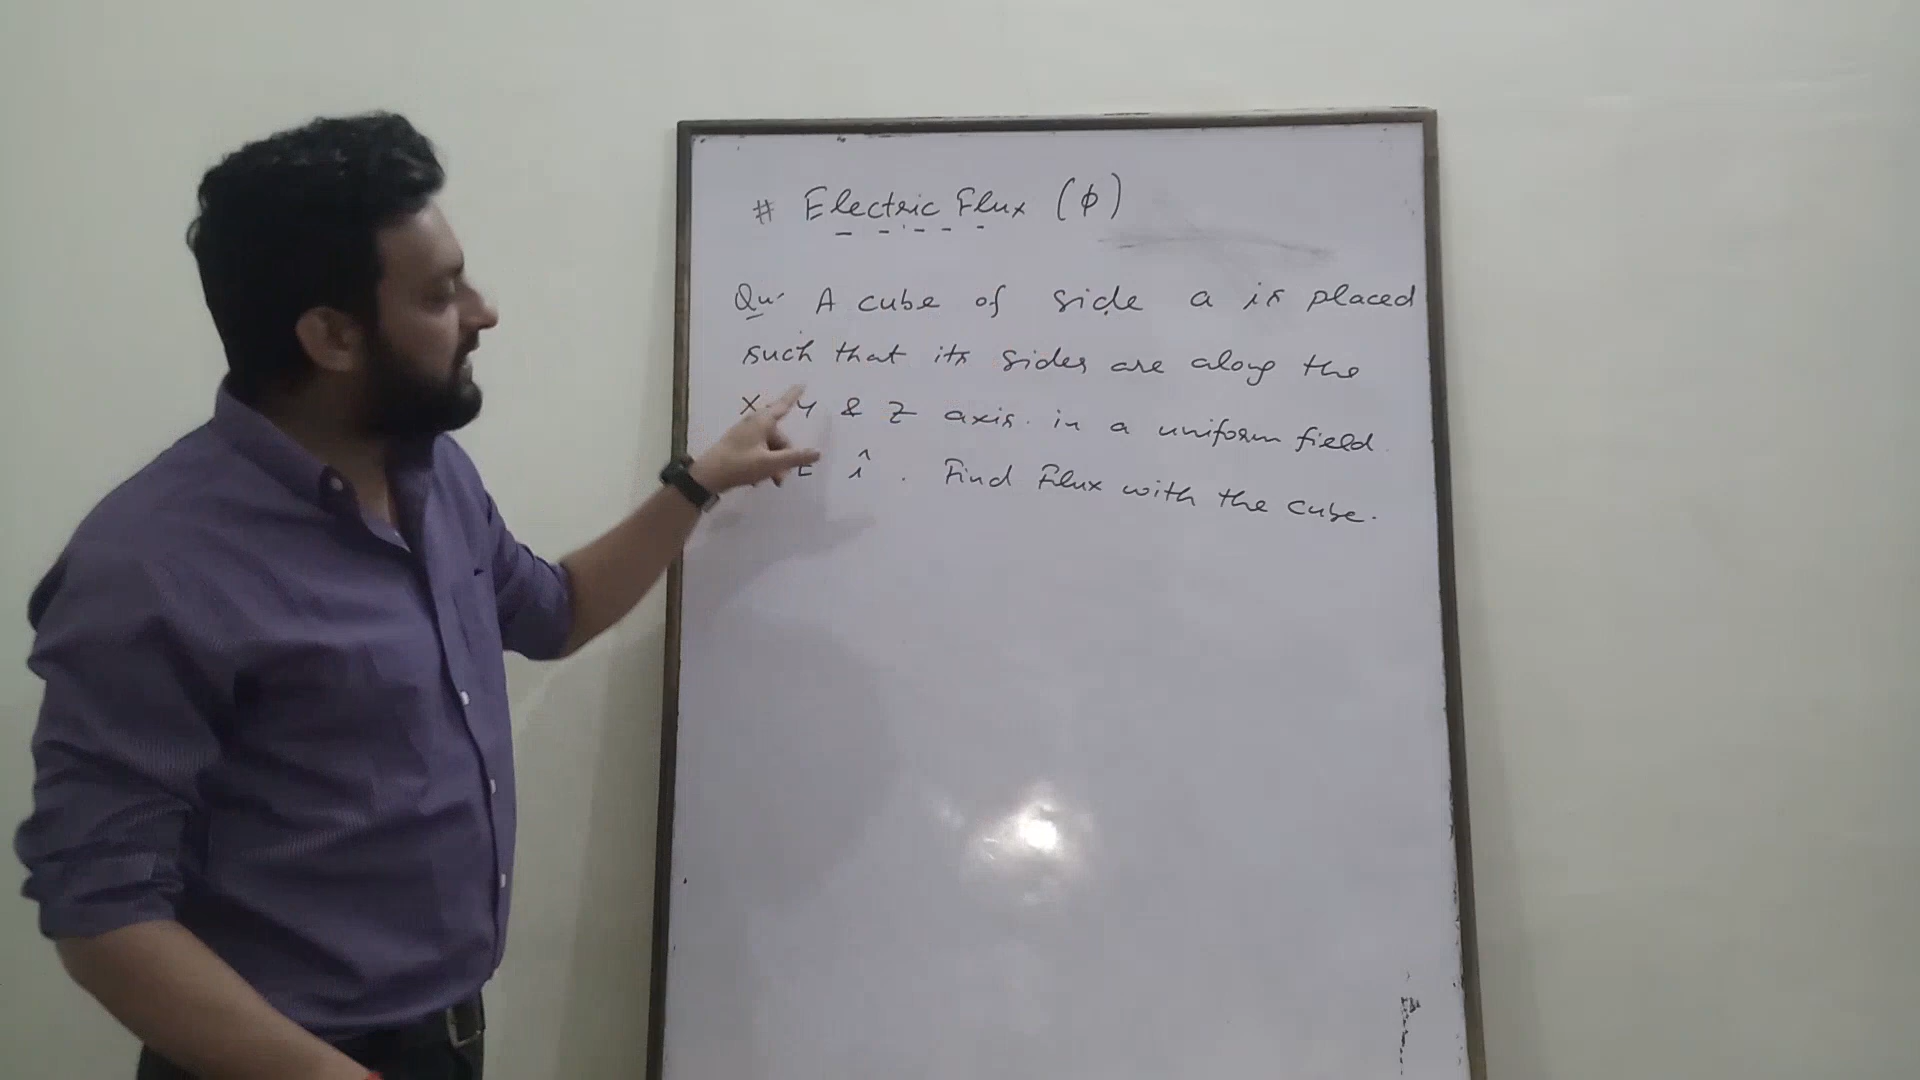 # Electric Flux (ϕ)
Qu: A cube of side a is placed
such that its sides are along the
X, Y & Z axis. in a uniform field
E î. Find Flux with the cube.